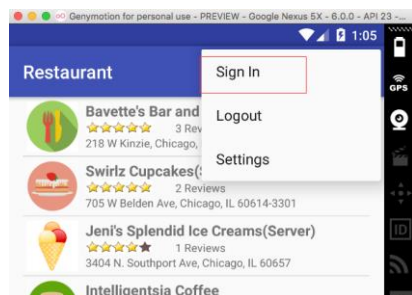 Genymotion for personal use - PREVIEW - Google Nexus 5X - 6.0.0 - API 23 -...
1:05
Restaurant
Sign In
Logout
Settings
GPS
ID
Bavette's Bar and
3 Rev
218 W Kinzie, Chicago,
Swirlz Cupcakes(
2 Reviews
705 W Belden Ave, Chicago, IL 60614-3301
Jeni's Splendid Ice Creams(Server)
1 Reviews
3404 N. Southport Ave, Chicago, IL 60657
Intelligentsia Coffee